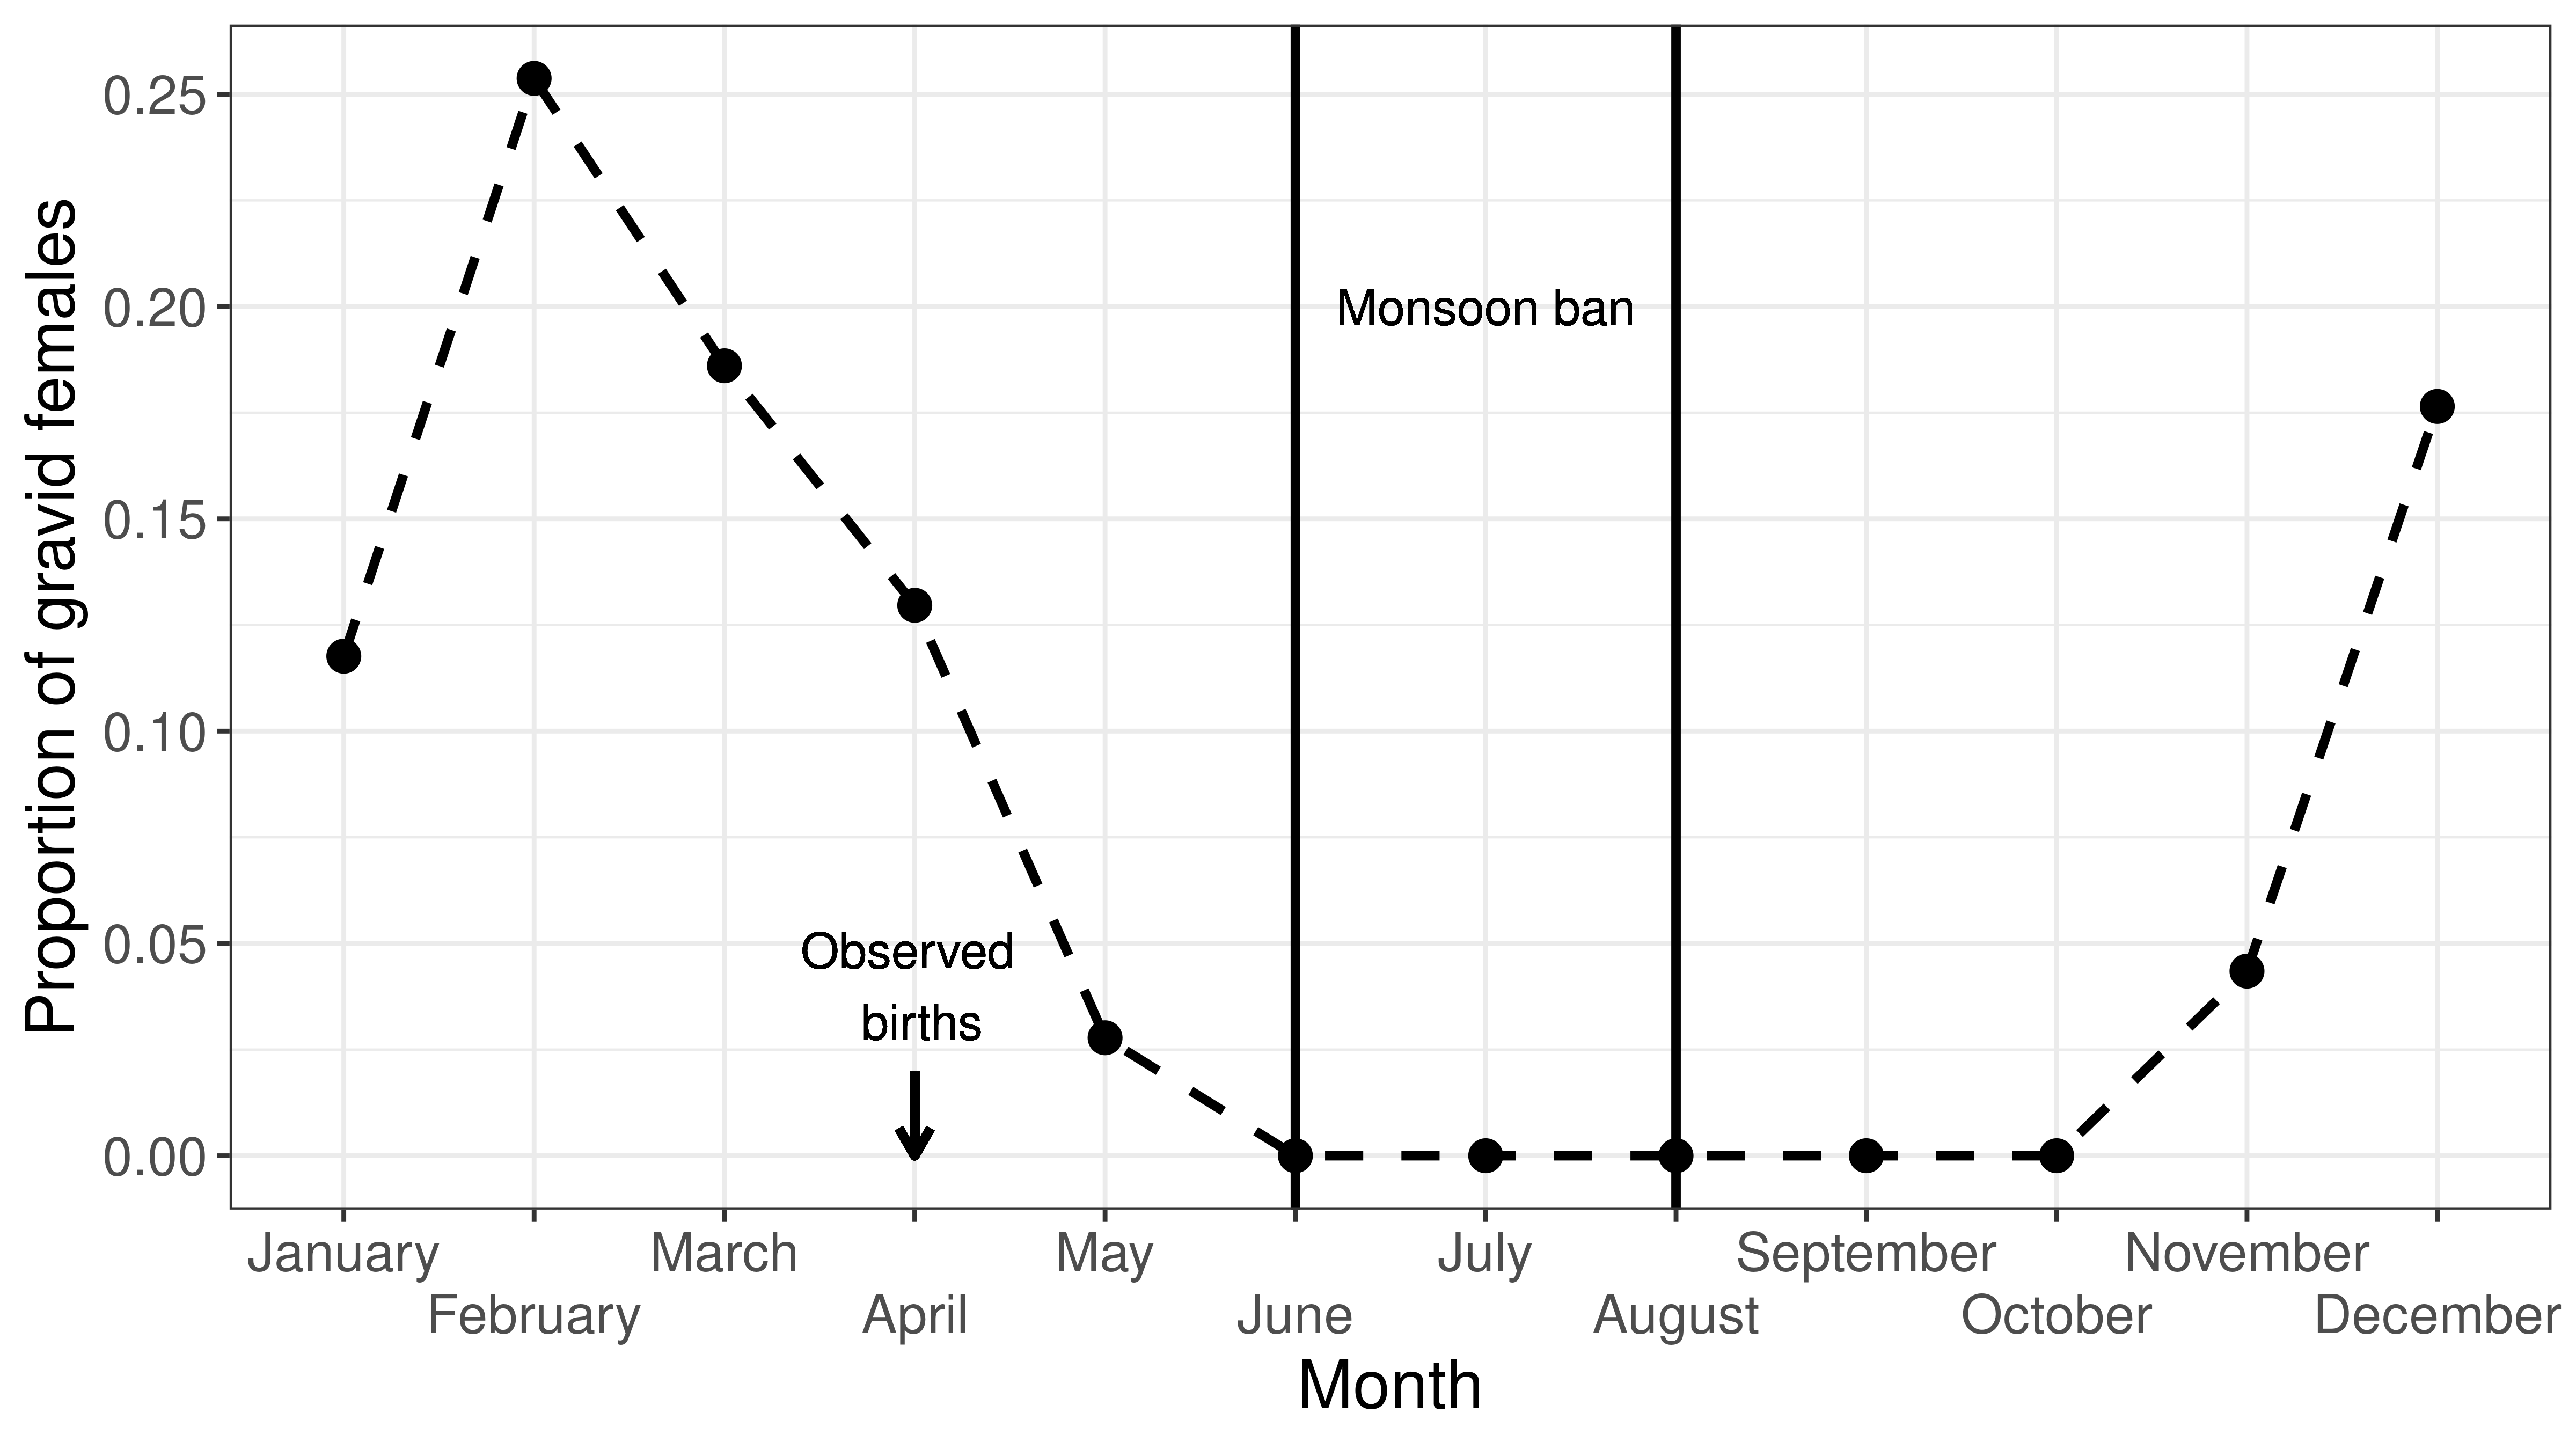 Proportion of gravid females
0.25
0.20
0.15
0.10
0.05
0.00
Monsoon ban
Observed
births
January
February
March
April
May
June
July
August
September
October
November
December
Month